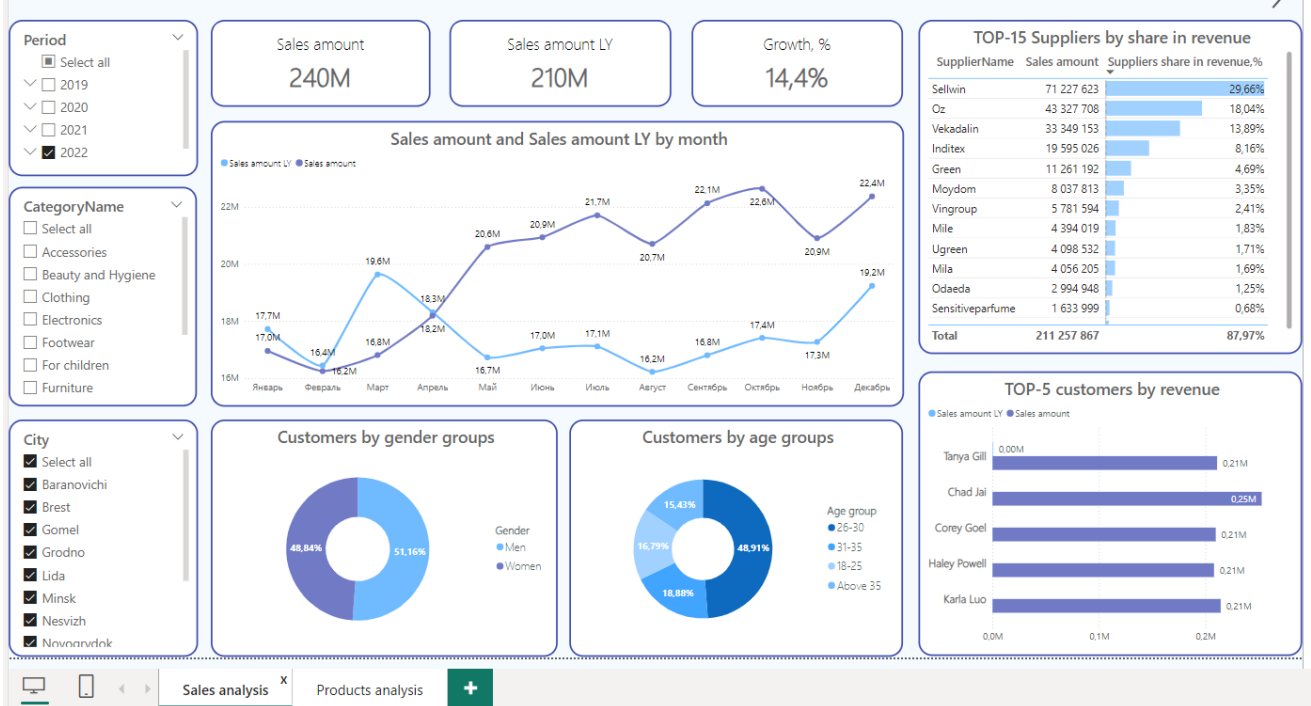 Period
Select all
2019
2020
2021
2022
CategoryName
Select all
Accessories
Beauty and Hygiene
Clothing
Electronics
Footwear
For children
Furniture
City
Select all
Baranovichi
Brest
Gomel
Grodno
Lida
Minsk
Nesvizh
Novogrydok
Sales amount
240M
Sales amount LY
210M
Growth, %
14,4%
Sales amount and Sales amount LY by month
Sales amount LY Sales amount
22M
20M
18M
16M
17,7M
17,0M
16,4M
16,2M
19,6M
16,8M
18,3M
18,2M
20,6M
16,7M
20,9M
17,0M
21,7M
17,1M
20,7M
16,2M
22,1M
16,8M
22,6M
17,4M
20,9M
17,3M
22,4M
19,2M
Январь Февраль Март Апрель Май Июнь Июль Август Сентябрь Октябрь Ноябрь Декабрь
Customers by gender groups
48,84%
51,16%
Gender
Men
Women
Customers by age groups
15,43%
16,79%
48,91%
18,88%
Age group
26-30
31-35
18-25
Above 35
TOP-15 Suppliers by share in revenue
SupplierName Sales amount Suppliers share in revenue,%
Sellwin 71 227 623 29,66%
Oz 43 327 708 18,04%
Vekadalin 33 349 153 13,89%
Inditex 19 595 026 8,16%
Green 11 261 192 4,69%
Moydom 8 037 813 3,35%
Vingroup 5 781 594 2,41%
Mile 4 394 019 1,83%
Ugreen 4 098 532 1,71%
Mila 4 056 205 1,69%
Odaeda 2 994 948 1,25%
Sensitiveparfume 1 633 999 0,68%
Total 211 257 867 87,97%
TOP-5 customers by revenue
Sales amount LY Sales amount
Tanya Gill 0,00M 0,21M
Chad Jai 0,25M
Corey Goel 0,21M
Haley Powell 0,21M
Karla Luo 0,21M
0,0M 0,1M 0,2M
Sales analysis x
Products analysis
+